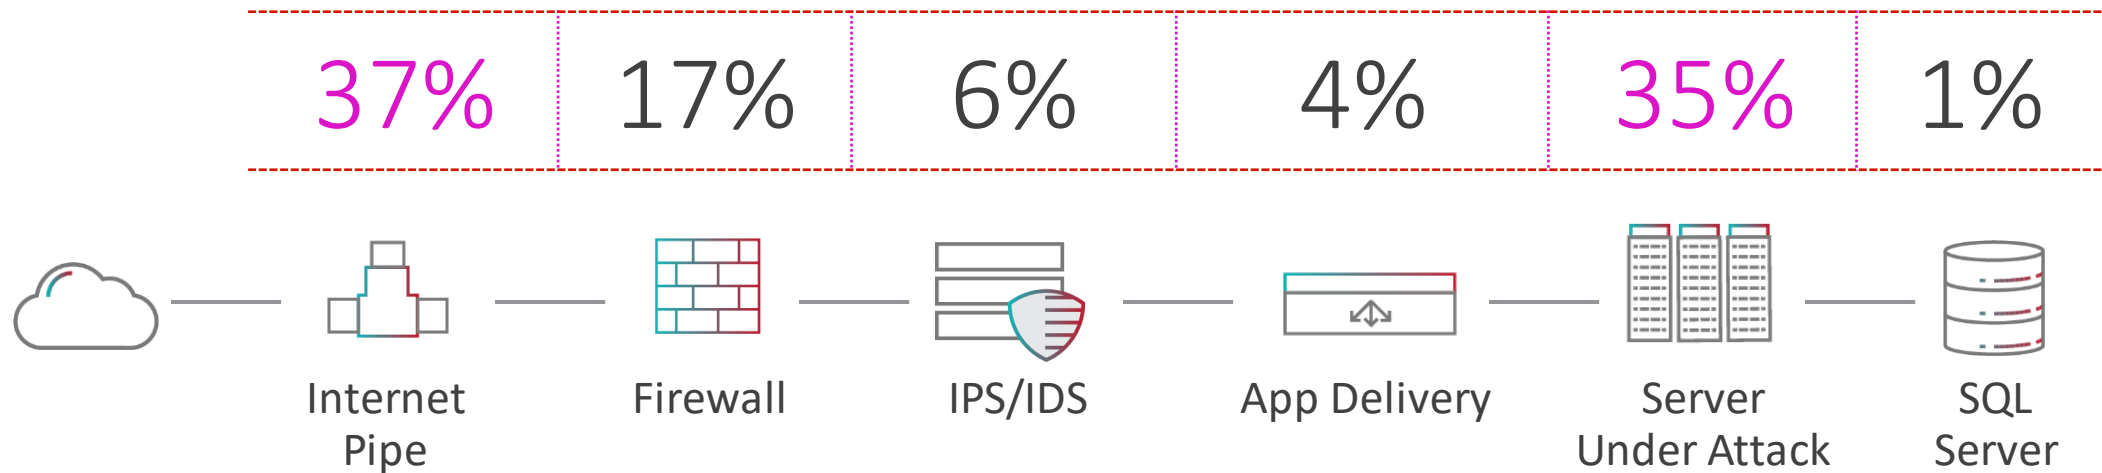 37% 17% 6% 4% 35% 1%
Internet Pipe
Firewall
IPS/IDS
App Delivery
Server Under Attack
SQL Server